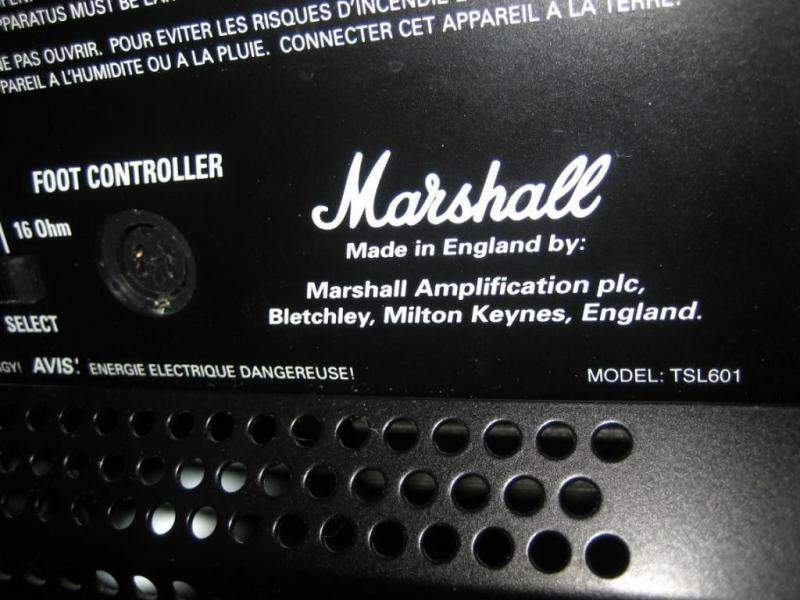 APPARATUS MUST BE
NE PAS OUVRIR. POUR EVITER LES RISQUES D'INCENDIE
APPAREIL A L'HUMIDITE OU A LA PLUIE. CONNECTER CET APPAREIL A LA TERRE.
FOOT CONTROLLER
16 Ohm
SELECT
Marshall
Made in England by:
Marshall Amplification plc,
Bletchley, Milton Keynes, England.
AVIS: ENERGIE ELECTRIQUE DANGEREUSE!
MODEL: TSL601